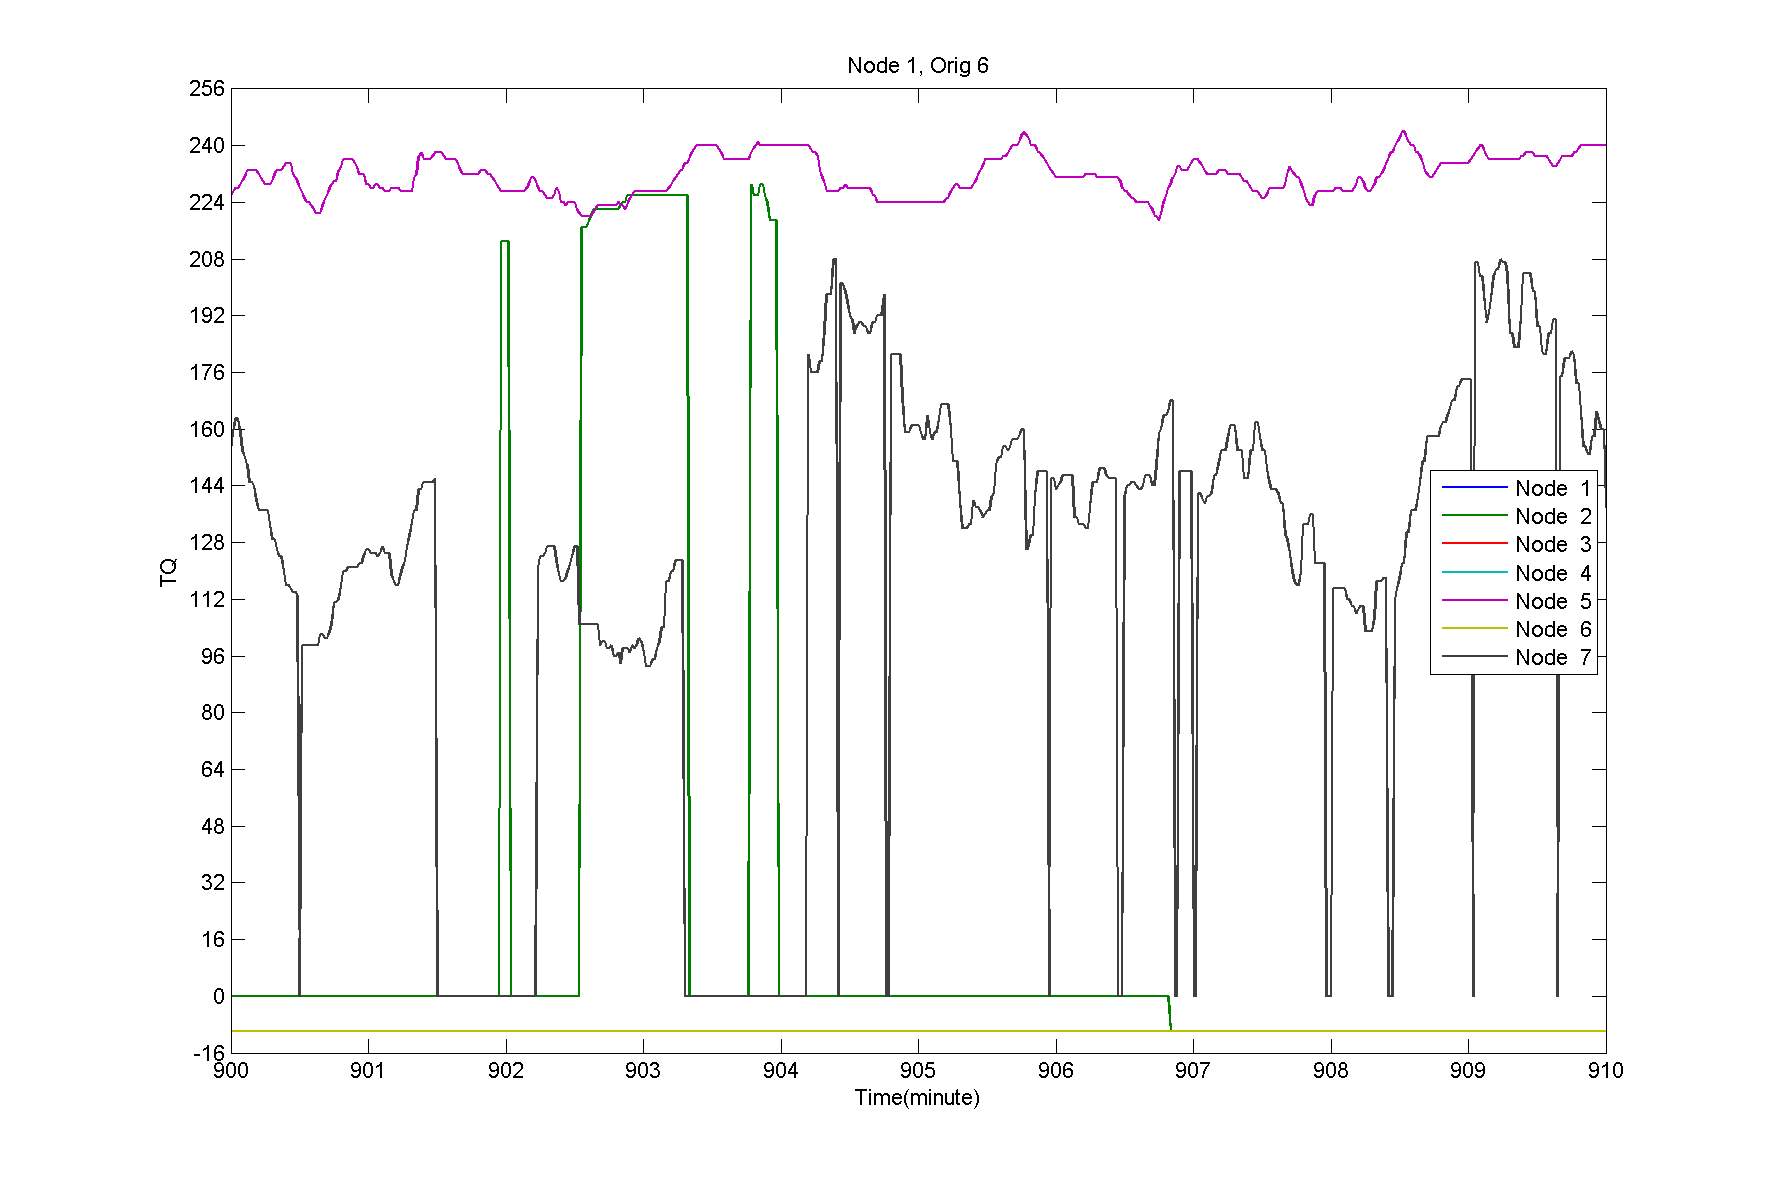 Node 1, Orig 6
256
240
224
208
192
176
160
144
128
112
96
80
64
48
32
16
0
-16
TQ
Node 1
Node 2
Node 3
Node 4
Node 5
Node 6
Node 7
900 901 902 903 904 905 906 907 908 909 910
Time(minute)